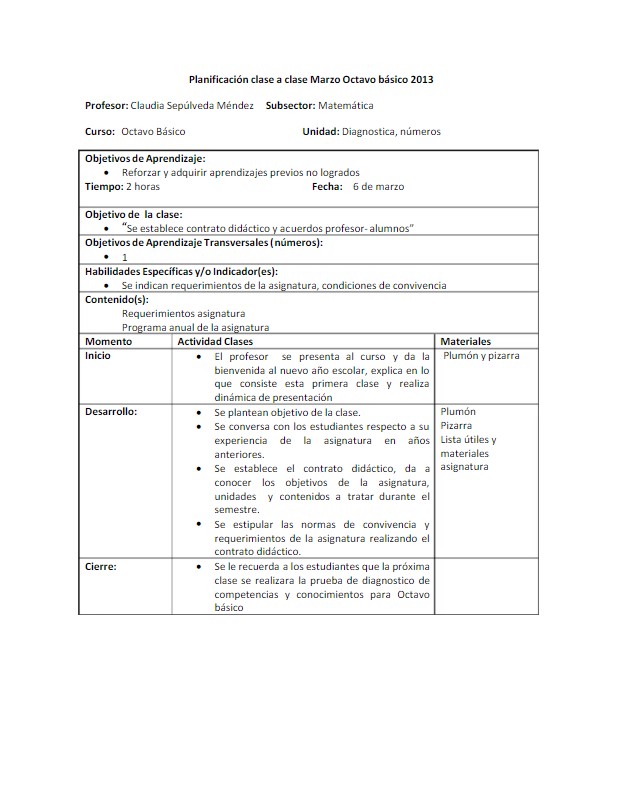 Planificación clase a clase Marzo Octavo básico 2013
Profesor: Claudia Sepúlveda Méndez Subsector: Matemática
Curso: Octavo Básico Unidad: Diagnostica, números
Objetivos de Aprendizaje:
• Reforzar y adquirir aprendizajes previos no logrados
Tiempo: 2 horas Fecha: 6 de marzo
Objetivo de la clase:
• “Se establece contrato didáctico y acuerdos profesor- alumnos”
Objetivos de Aprendizaje Transversales (números):
• 1
Habilidades Específicas y/o Indicador(es):
• Se indican requerimientos de la asignatura, condiciones de convivencia
Contenido(s):
Requerimientos asignatura
Programa anual de la asignatura
Momento Actividad Clases Materiales
Inicio
• El profesor se presenta al curso y da la
bienvenida al nuevo año escolar, explica en lo
que consiste esta primera clase y realiza
dinámica de presentación
Plumón y pizarra
Desarrollo:
• Se plantean objetivo de la clase.
• Se conversa con los estudiantes respecto a su
experiencia de la asignatura en años
anteriores.
• Se establece el contrato didáctico, da a
conocer los objetivos de la asignatura,
unidades y contenidos a tratar durante el
semestre.
• Se estipular las normas de convivencia y
requerimientos de la asignatura realizando el
contrato didáctico.
Plumón
Pizarra
Lista útiles y
materiales
asignatura
Cierre:
• Se le recuerda a los estudiantes que la próxima
clase se realizara la prueba de diagnostico de
competencias y conocimientos para Octavo
básico